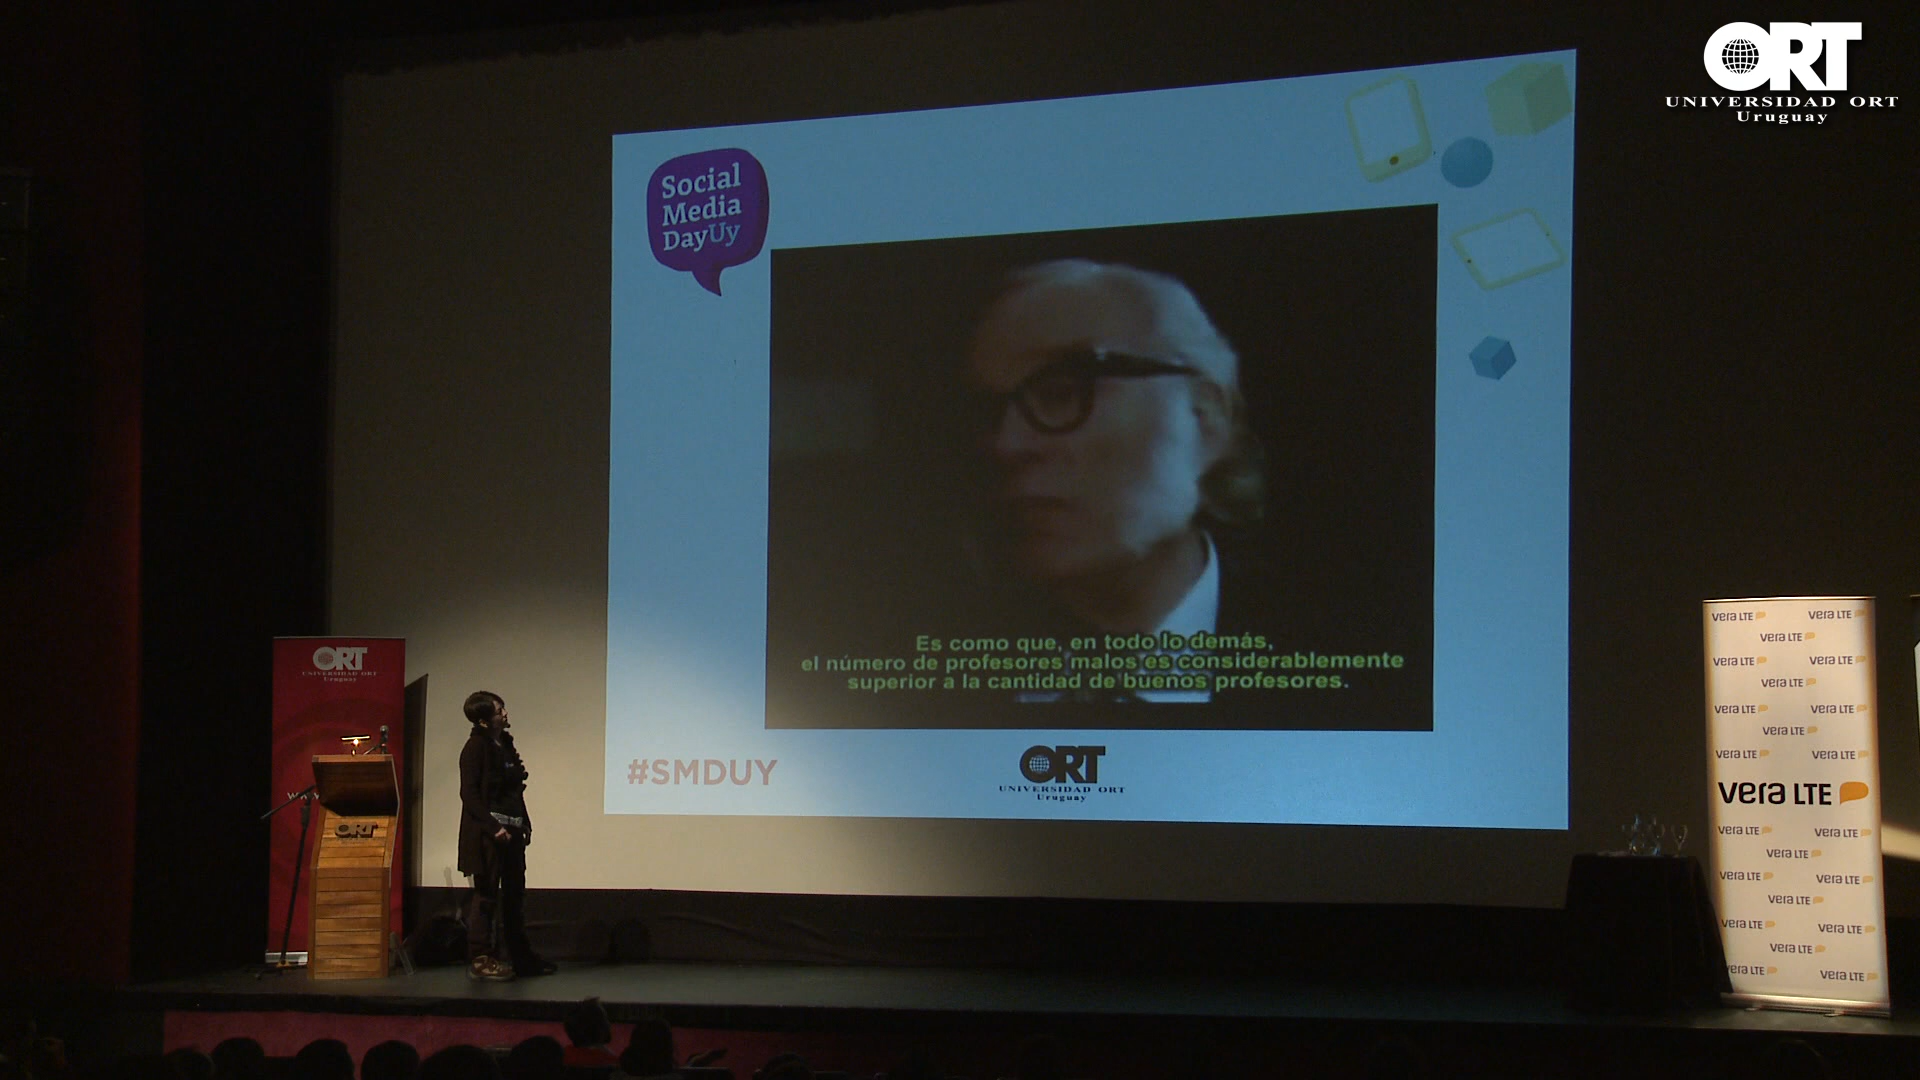 ORT
UNIVERSIDAD ORT
Uruguay
Social
Media
DayUy
Es como que, en todo lo demás,
el número de profesores malos es considerablemente
superior a la cantidad de buenos profesores.
#SMDUY
ORT
UNIVERSIDAD ORT
Uruguay
ORT
UNIVERSIDAD ORT
Uruguay
ORT
vera LTE vera LTE
vera LTE
vera LTE vera LTE
vera LTE
vera LTE vera LTE
vera LTE
vera LTE vera LTE
vera LTE
vera LTE vera LTE
vera LTE
vera LTE vera LTE
vera LTE
vera LTE vera LTE
vera LTE
vera LTE vera LTE